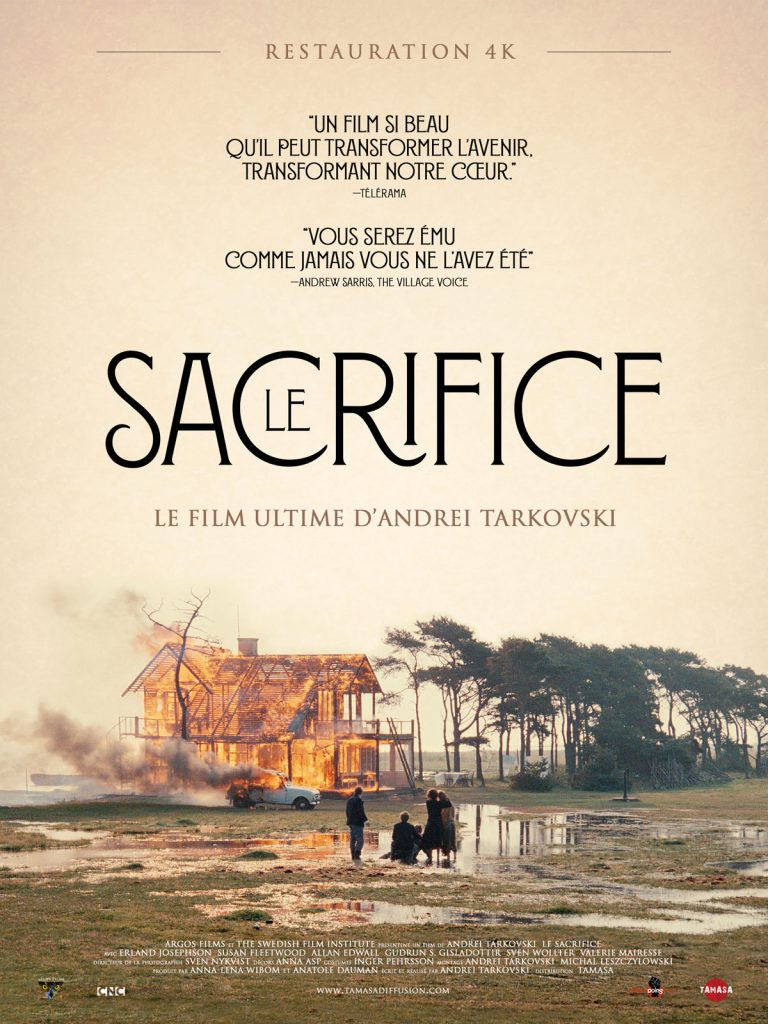 RESTAURATION 4K
“UN FILM SI BEAU
QU’IL PEUT TRANSFORMER L’AVENIR,
TRANSFORMANT NOTRE CŒUR.”
—TÉLÉRAMA
“VOUS SEREZ ÉMU
COMME JAMAIS VOUS NE L’AVEZ ÉTÉ”
—ANDREW SARRIS, THE VILLAGE VOICE
LE
SACRIFICE
LE FILM ULTIME D’ANDREI TARKOVSKI
ARGOS FILMS ET THE SWEDISH FILM INSTITUTE PRÉSENTENT UN FILM DE ANDREI TARKOVSKI LE SACRIFICE
AVEC ERLAND JOSEPHSON SUSAN FLEETWOOD ALLAN EDWALL GUDRUN S. GISLADOTTIR SVEN WOLLTER VALERIE MAIRESSE
DIRECTEUR DE LA PHOTOGRAPHIE SVEN NYKVIST DÉCORS ANNA ASP COSTUMES INGER PEHRSSON MONTAGE ANDREI TARKOVSKI MICHAL LESZCZYLOWSKI
PRODUIT PAR ANNA-LENA WIBOM ET ANATOLE DAUMAN ÉCRIT ET RÉALISÉ PAR ANDREI TARKOVSKI DISTRIBUTION TAMASA
CNC
WWW.TAMASADIFFUSION.COM
poing
TAMASA